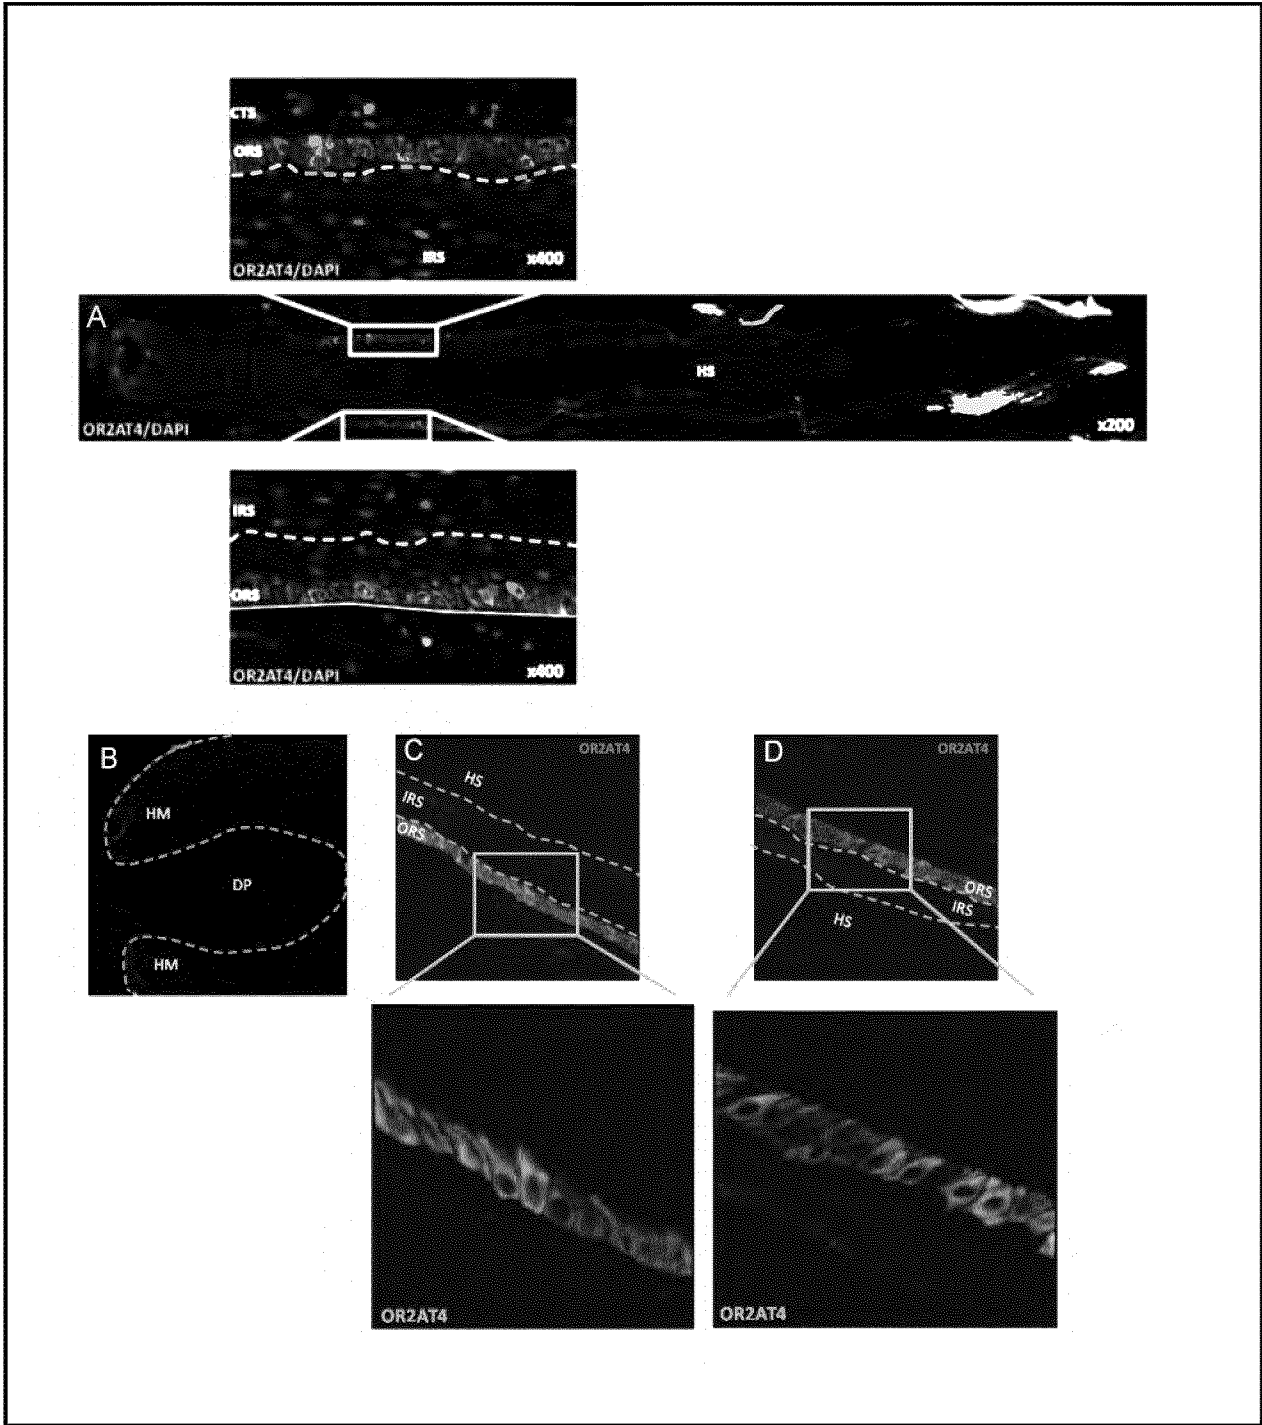 CTS
ORS
IRS
x400
OR2AT4/DAPI
A
HS
OR2AT4/DAPI
x200
IRS
ORS
OR2AT4/DAPI
x400
B
HM
DP
HM
C
OR2AT4
HS
IRS
ORS
D
OR2AT4
ORS
IRS
HS
OR2AT4
OR2AT4